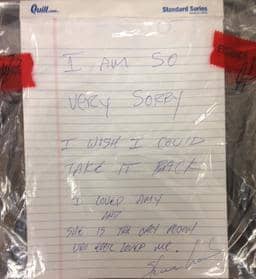 Quill.com
Standard Series
I AM SO
VERY SORRY
I WISH I COULD
TAKE IT BACK
I LOVED AMY
AND
SHE IS THE ONLY PERSON
WHO EVER LOVED ME.